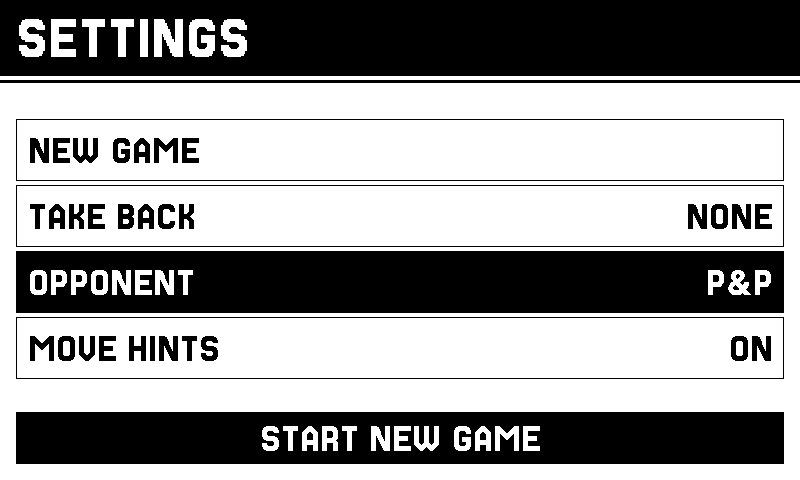 SETTINGS
NEW GAME
TAKE BACK NONE
OPPONENT P&P
MOVE HINTS ON
START NEW GAME